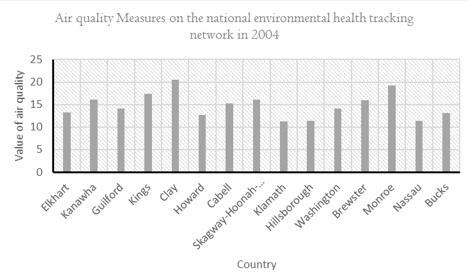 Air quality Measures on the national environmental health tracking
network in 2004
Value of air quality
25
20
15
10
5
0
Elkhart
Kanawha
Guilford
Kings
Clay
Howard
Cabell
Skagway-Hoonah-…
Klamath
Hillsborough
Washington
Brewster
Monroe
Nassau
Bucks
Country